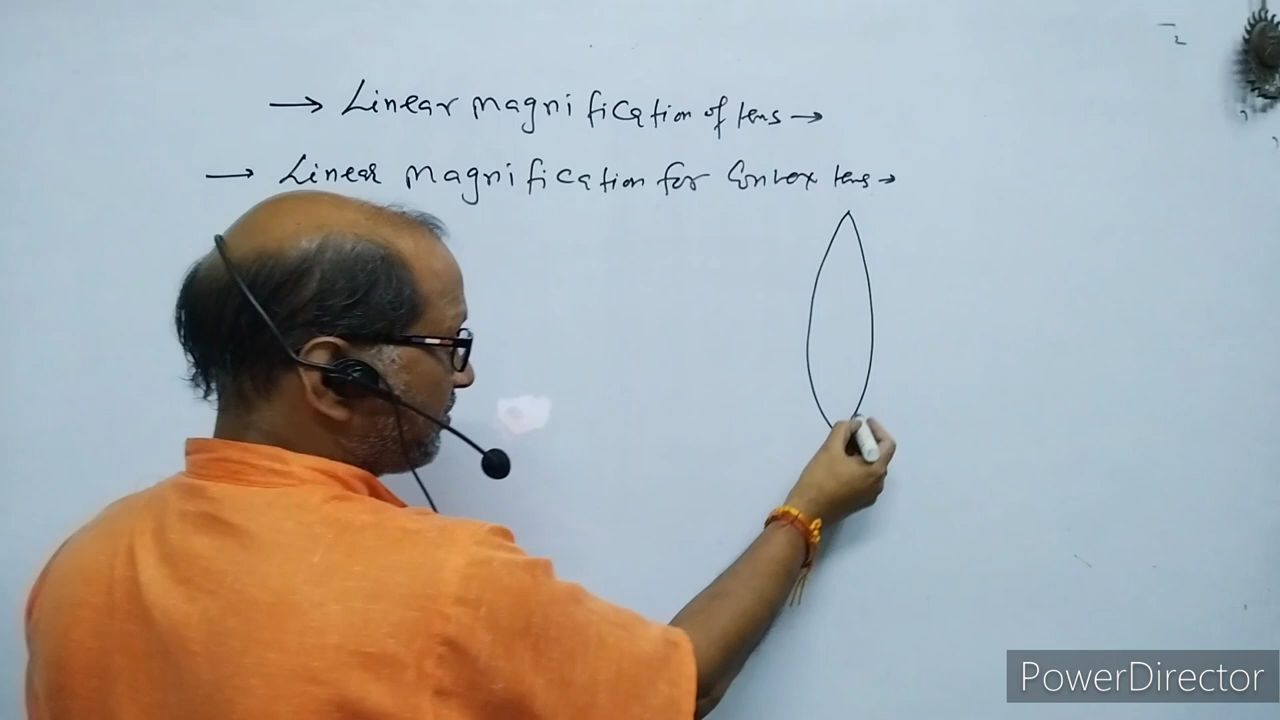 → Linear magnification of lens →
→ Linear magnification for Convex lens →
PowerDirector